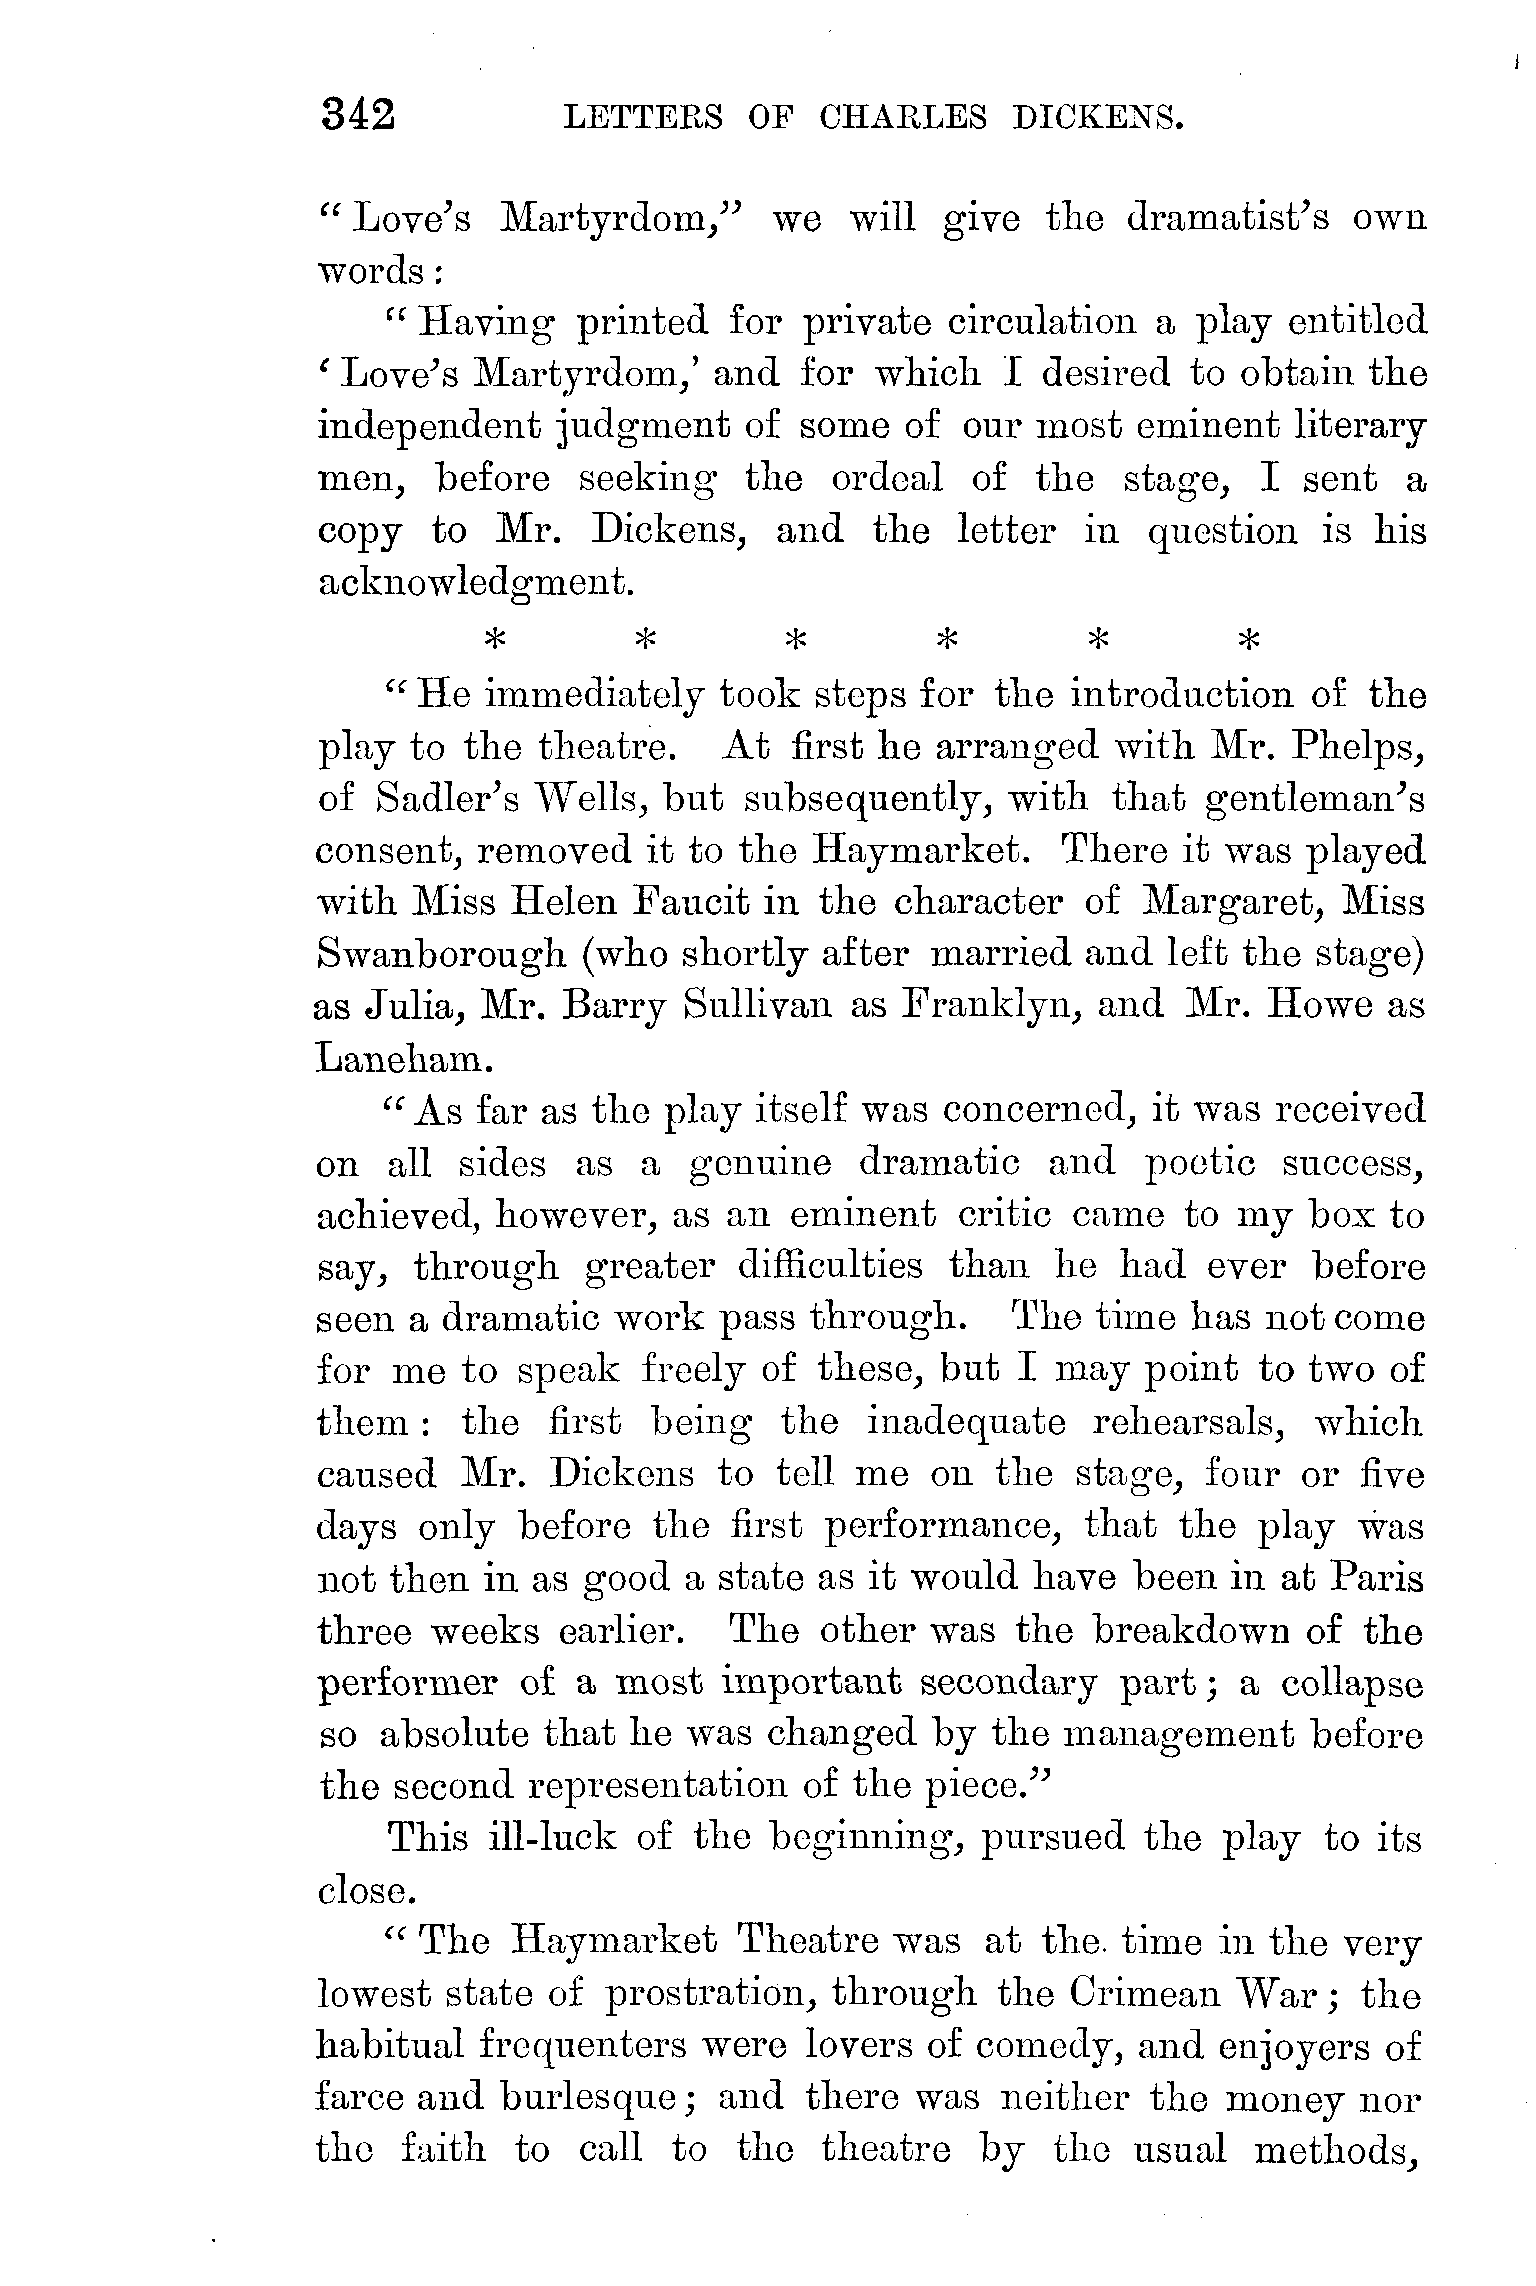 342 LETTERS OF CHARLES DICKENS.
“Love’s Martyrdom,” we will give the dramatist’s own
words:
“Having printed for private circulation a play entitled
‘Love’s Martyrdom,’ and for which I desired to obtain the
independent judgment of some of our most eminent literary
men, before seeking the ordeal of the stage, I sent a
copy to Mr. Dickens, and the letter in question is his
acknowledgment.
* * * * * *
“He immediately took steps for the introduction of the
play to the theatre. At first he arranged with Mr. Phelps,
of Sadler’s Wells, but subsequently, with that gentleman’s
consent, removed it to the Haymarket. There it was played
with Miss Helen Faucit in the character of Margaret, Miss
Swanborough (who shortly after married and left the stage)
as Julia, Mr. Barry Sullivan as Franklyn, and Mr. Howe as
Laneham.
“As far as the play itself was concerned, it was received
on all sides as a genuine dramatic and poetic success,
achieved, however, as an eminent critic came to my box to
say, through greater difficulties than he had ever before
seen a dramatic work pass through. The time has not come
for me to speak freely of these, but I may point to two of
them: the first being the inadequate rehearsals, which
caused Mr. Dickens to tell me on the stage, four or five
days only before the first performance, that the play was
not then in as good a state as it would have been in at Paris
three weeks earlier. The other was the breakdown of the
performer of a most important secondary part; a collapse
so absolute that he was changed by the management before
the second representation of the piece.”
This ill-luck of the beginning, pursued the play to its
close.
“The Haymarket Theatre was at the. time in the very
lowest state of prostration, through the Crimean War; the
habitual frequenters were lovers of comedy, and enjoyers of
farce and burlesque; and there was neither the money nor
the faith to call to the theatre by the usual methods,